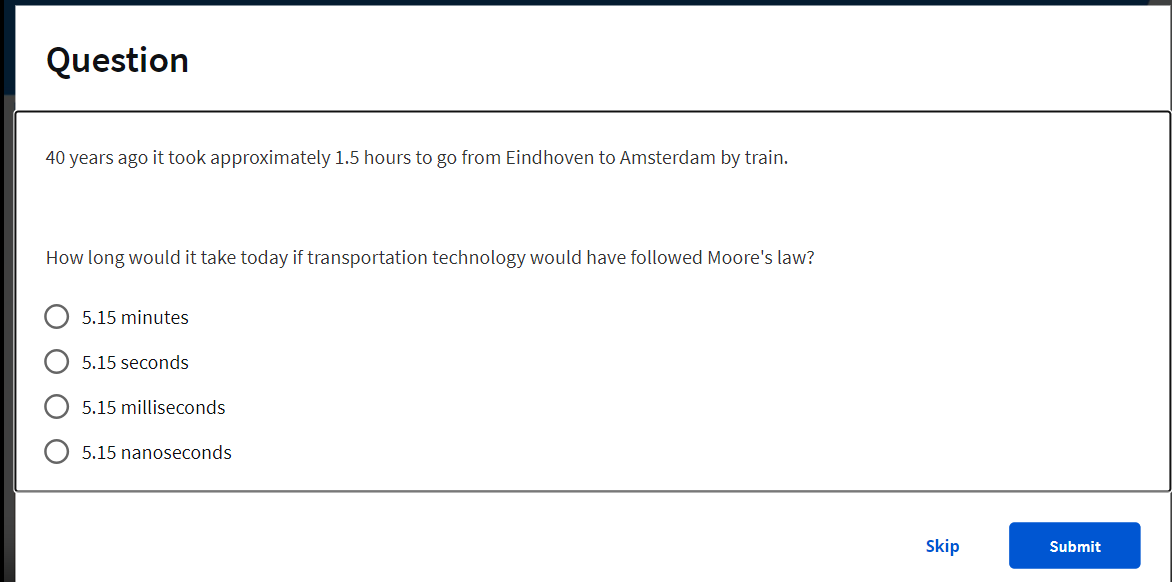 Question
40 years ago it took approximately 1.5 hours to go from Eindhoven to Amsterdam by train.
How long would it take today if transportation technology would have followed Moore's law?
5.15 minutes
5.15 seconds
5.15 milliseconds
5.15 nanoseconds
Skip
Submit